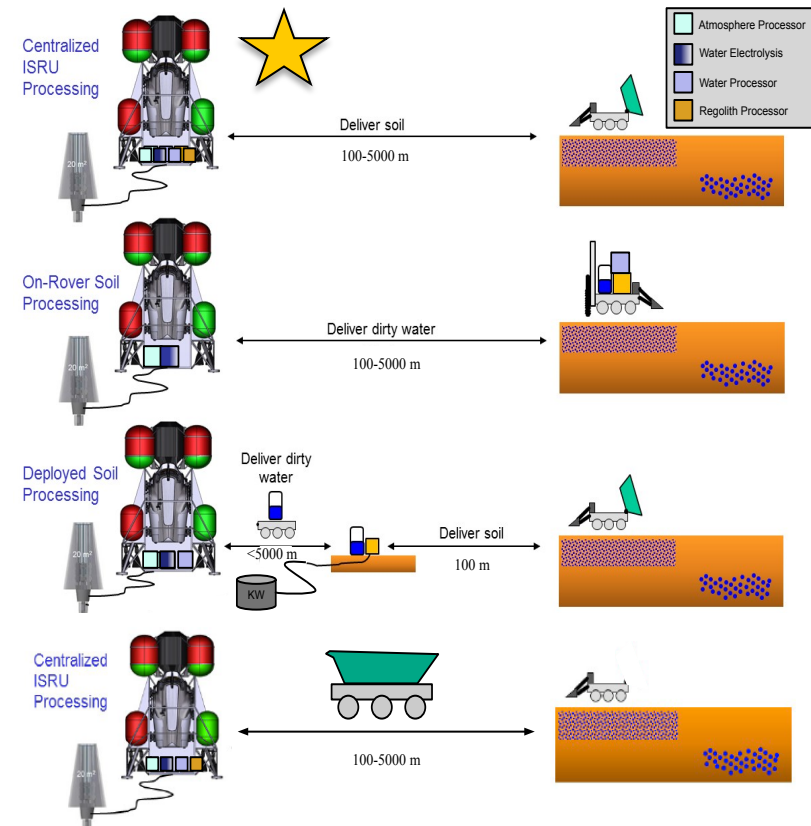 Centralized
ISRU
Processing
Atmosphere Processor
Water Electrolysis
Water Processor
Regolith Processor
Deliver soil
100-5000 m
20 m²
On-Rover Soil
Processing
Deliver dirty water
100-5000 m
20 m²
Deployed Soil
Processing
Deliver dirty
water
<5000 m
Deliver soil
100 m
20 m²
KW
Centralized
ISRU
Processing
100-5000 m
20 m²